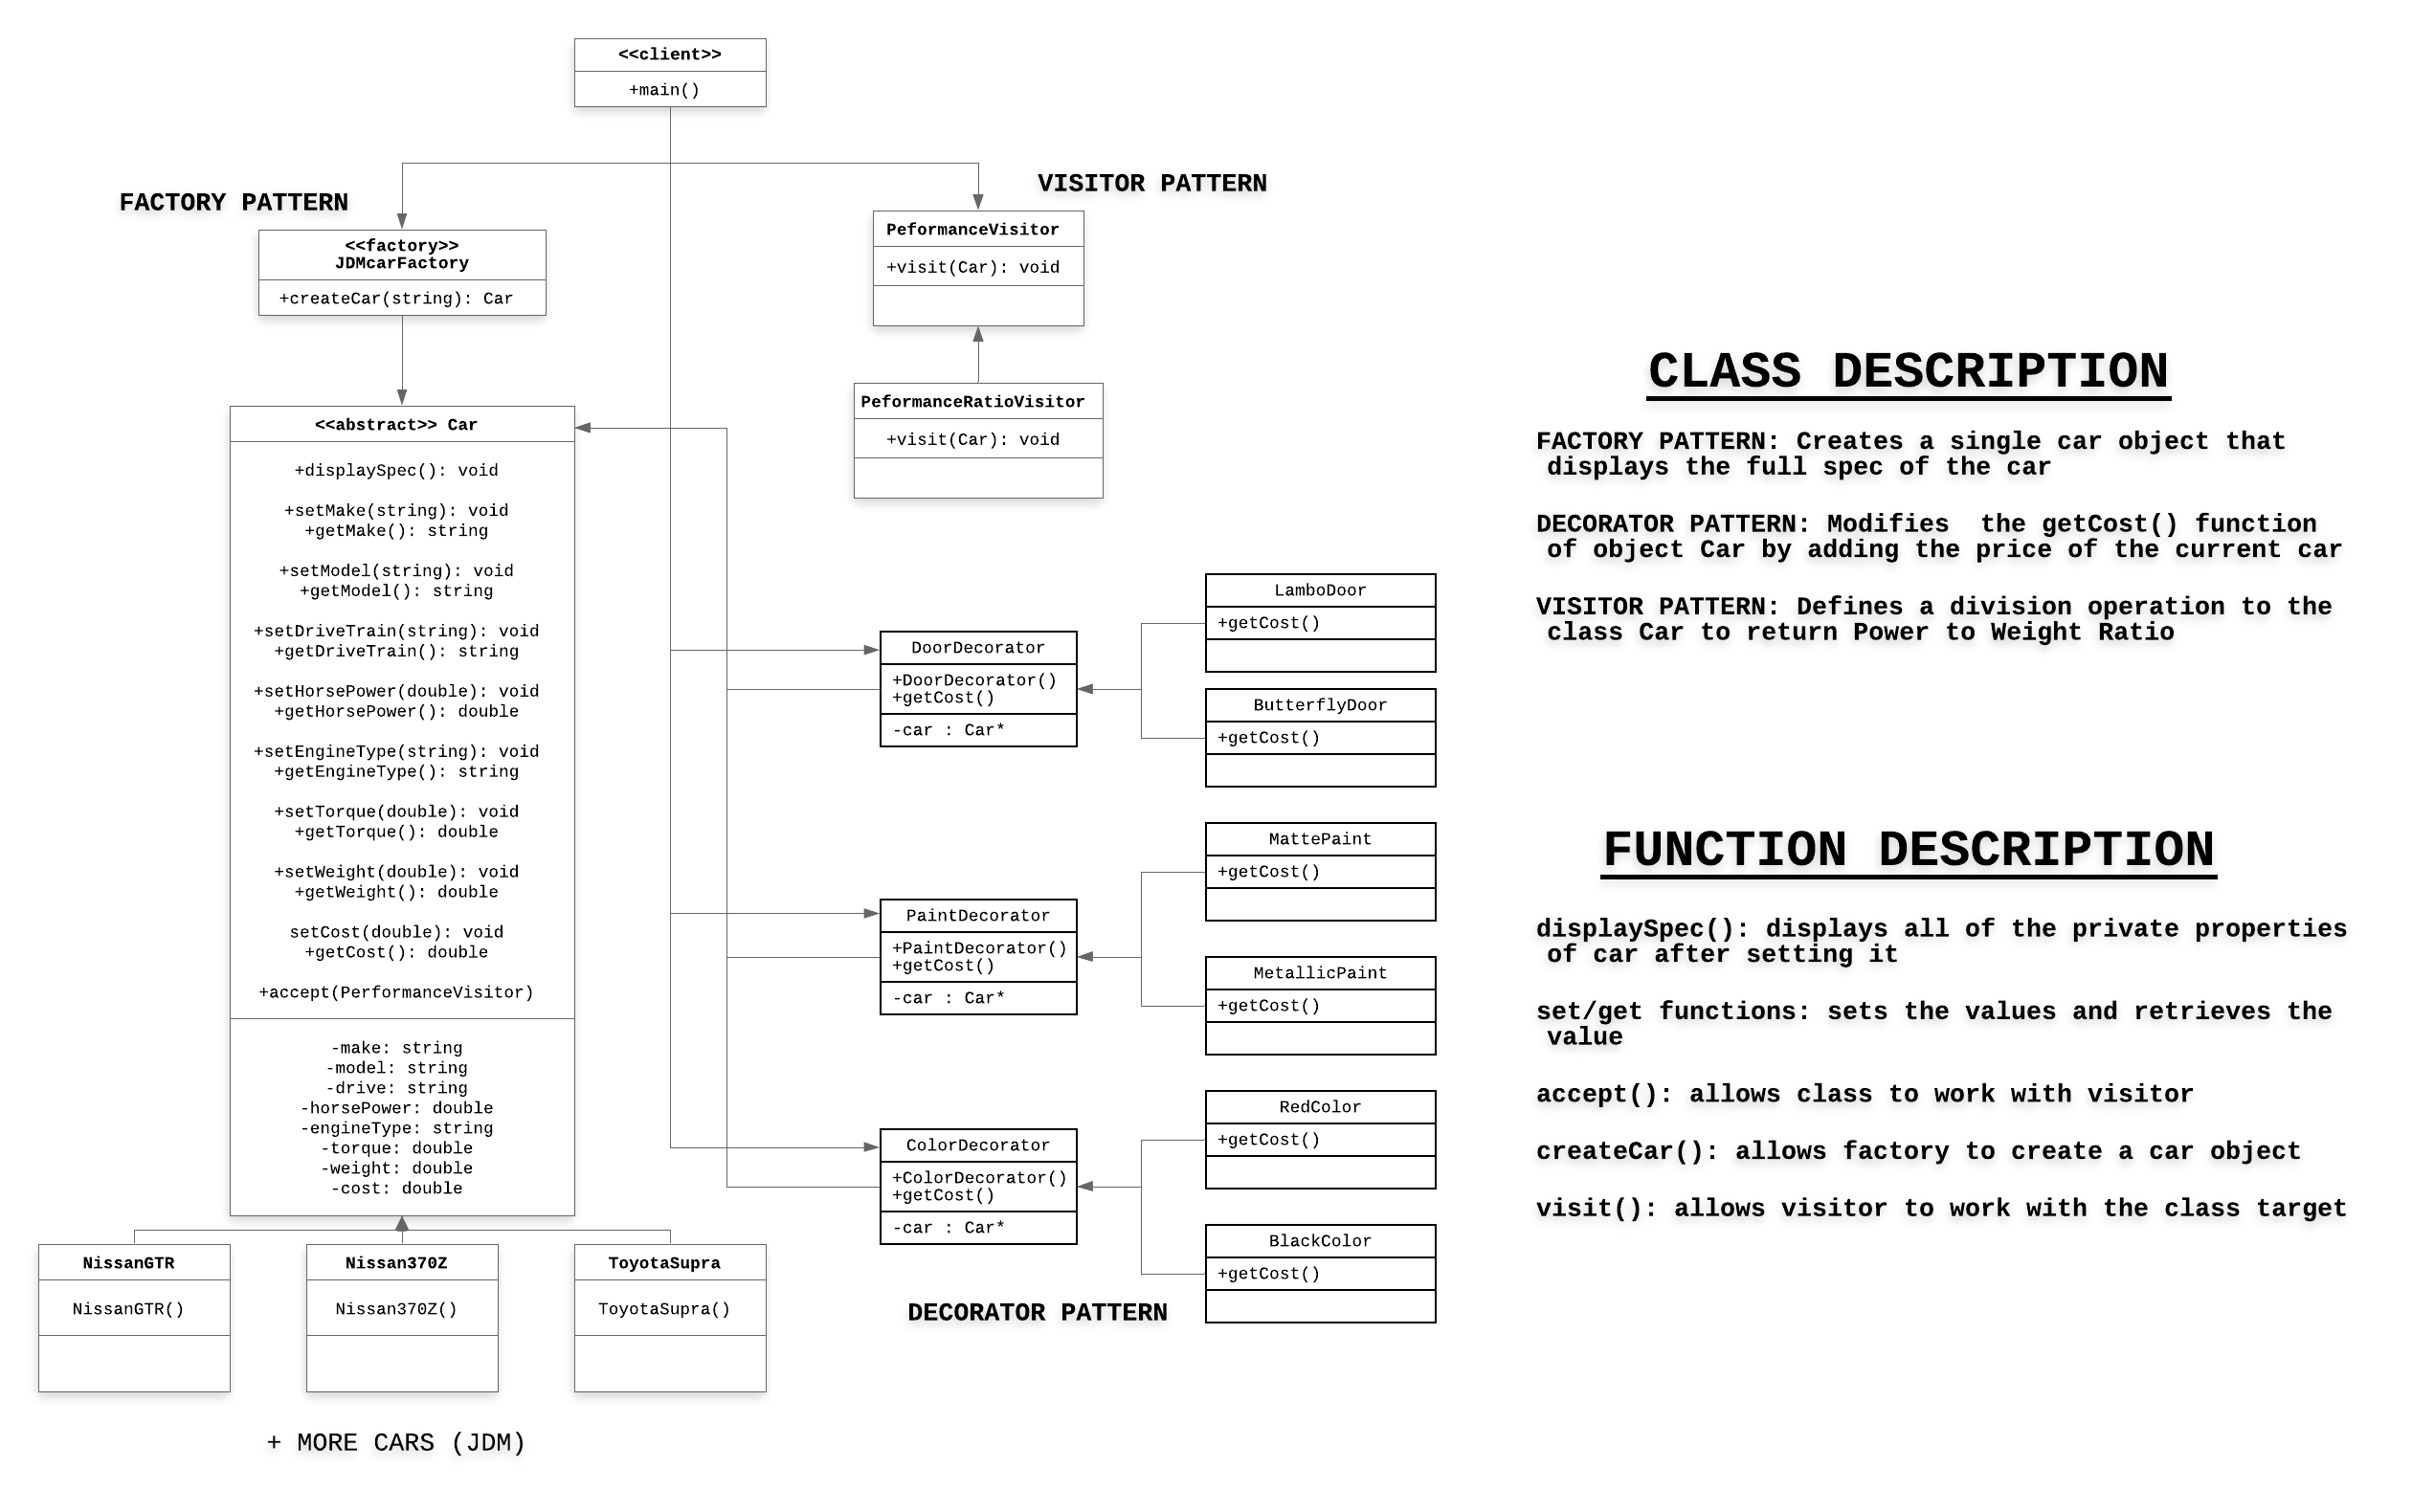 <<client>>
+main()
FACTORY PATTERN
VISITOR PATTERN
<<factory>>
JDMcarFactory
+createCar(string): Car
PeformanceVisitor
+visit(Car): void
PeformanceRatioVisitor
+visit(Car): void
<<abstract>> Car
+displaySpec(): void
+setMake(string): void
+getMake(): string
+setModel(string): void
+getModel(): string
+setDriveTrain(string): void
+getDriveTrain(): string
+setHorsePower(double): void
+getHorsePower(): double
+setEngineType(string): void
+getEngineType(): string
+setTorque(double): void
+getTorque(): double
+setWeight(double): void
+getWeight(): double
setCost(double): void
+getCost(): double
+accept(PerformanceVisitor)
-make: string
-model: string
-drive: string
-horsePower: double
-engineType: string
-torque: double
-weight: double
-cost: double
NissanGTR
NissanGTR()
Nissan370Z
Nissan370Z()
ToyotaSupra
ToyotaSupra()
+ MORE CARS (JDM)
DoorDecorator
+DoorDecorator()
+getCost()
-car : Car*
LamboDoor
+getCost()
ButterflyDoor
+getCost()
PaintDecorator
+PaintDecorator()
+getCost()
-car : Car*
MattePaint
+getCost()
MetallicPaint
+getCost()
ColorDecorator
+ColorDecorator()
+getCost()
-car : Car*
RedColor
+getCost()
BlackColor
+getCost()
DECORATOR PATTERN
CLASS DESCRIPTION
FACTORY PATTERN: Creates a single car object that
displays the full spec of the car
DECORATOR PATTERN: Modifies  the getCost() function
of object Car by adding the price of the current car
VISITOR PATTERN: Defines a division operation to the
class Car to return Power to Weight Ratio
FUNCTION DESCRIPTION
displaySpec(): displays all of the private properties
of car after setting it
set/get functions: sets the values and retrieves the
value
accept(): allows class to work with visitor
createCar(): allows factory to create a car object
visit(): allows visitor to work with the class target